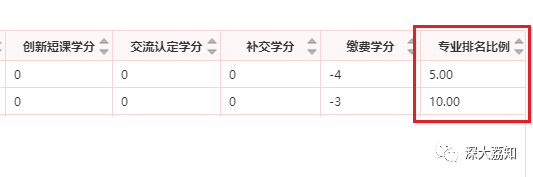 创新短课学分 交流认定学分 补交学分 缴费学分 专业排名比例
0 0 0 -4 5.00
0 0 0 -3 10.00
深大荔知